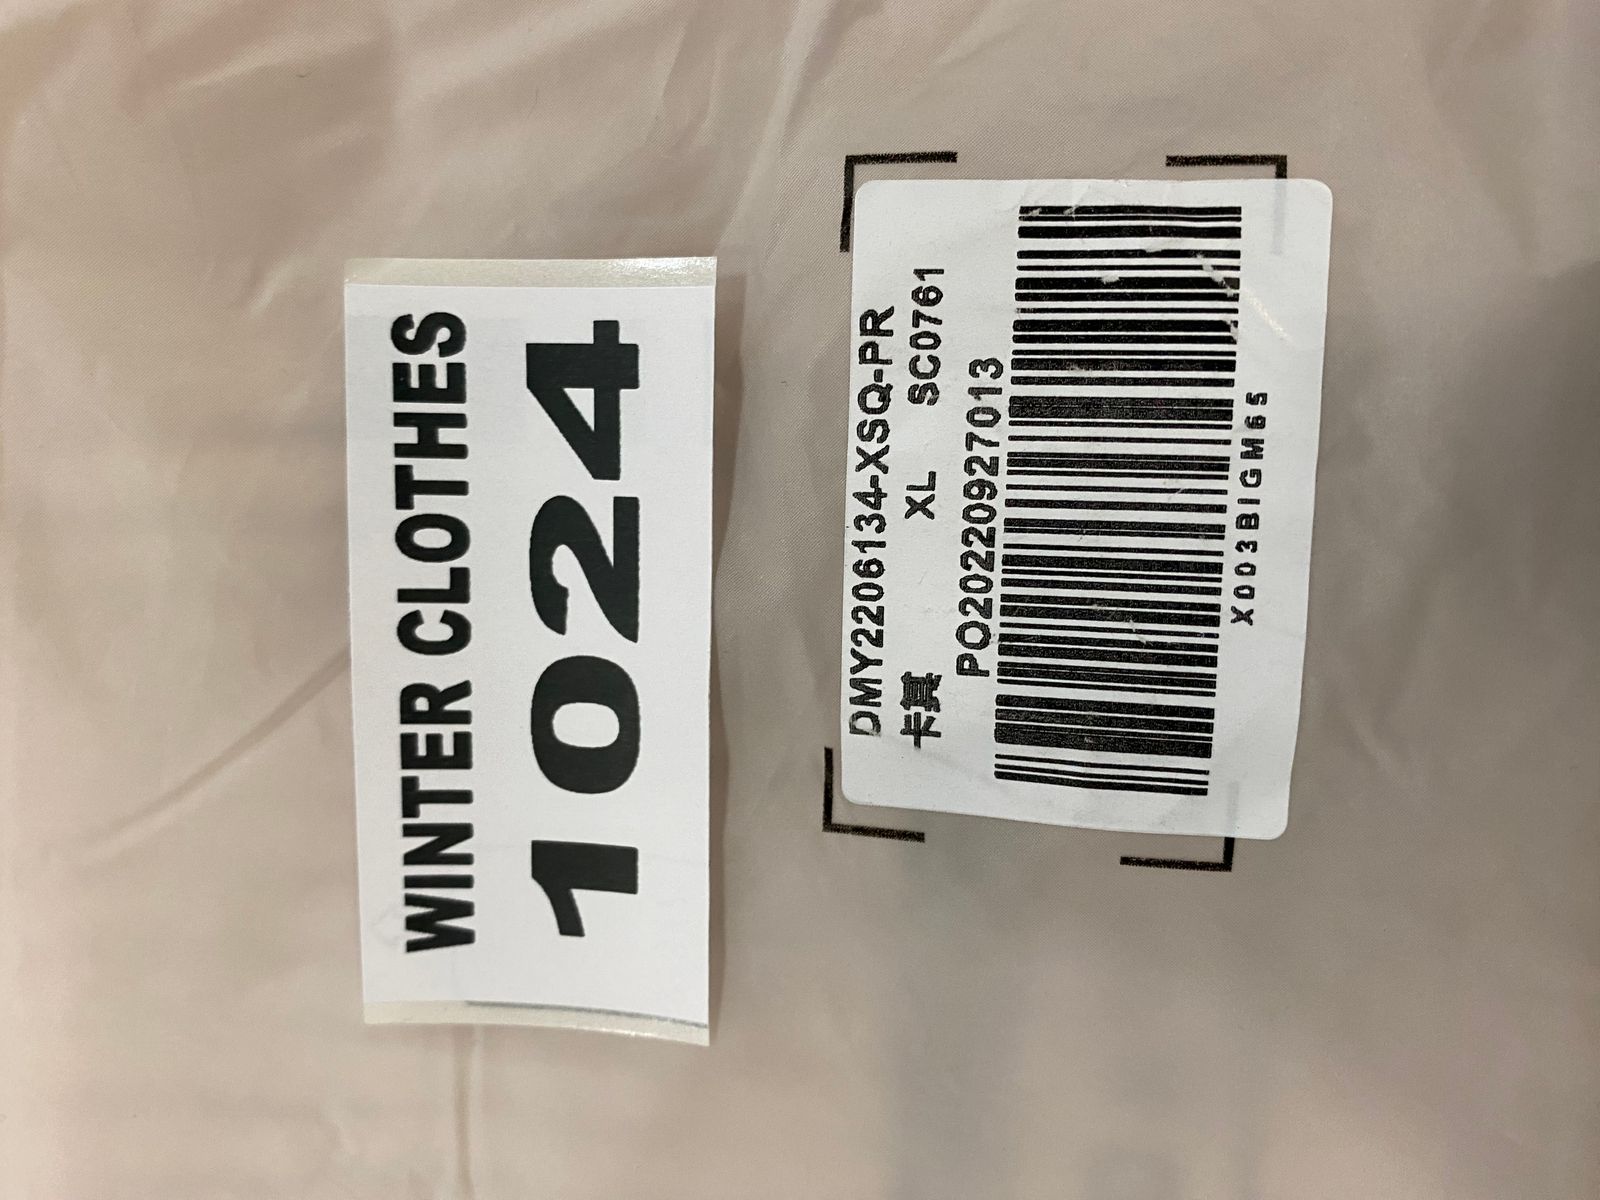 WINTER CLOTHES
1024
DMY2206134-XSQ-PR
卡其 XL SC0761
PO20220927013
X003BIGM65